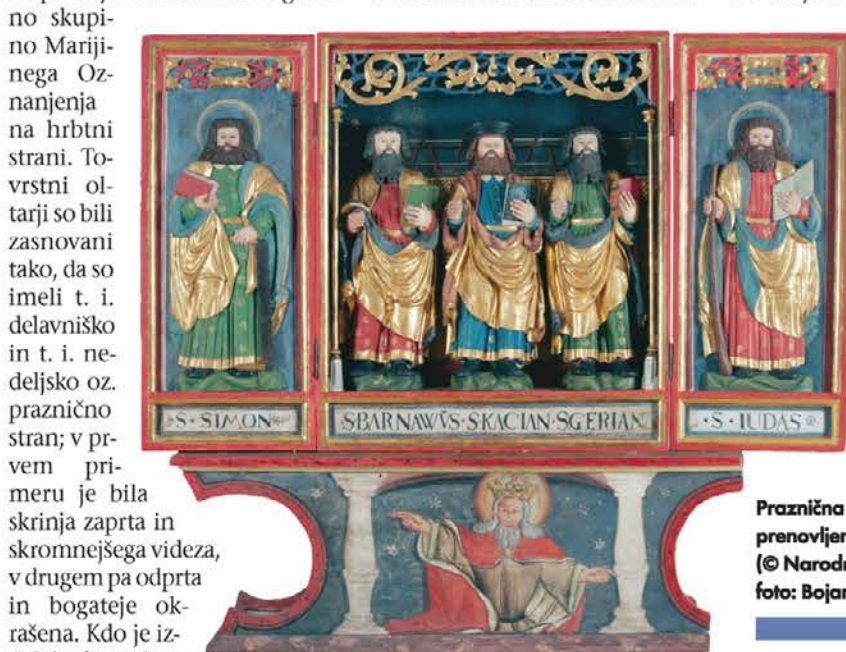 no skupi-
no Mariji-
nega Oz-
nanjenja
na hrbtni
strani. To-
vrstni ol-
tarji so bili
zasnovani
tako, da so
imeli t. i.
delavniško
in t. i. ne-
deljsko oz.
praznično
stran; v pr-
vem pri-
meru je bila
skrinja zaprta in
skromnejšega videza,
v drugem pa odprta
in bogateje ok-
rašena. Kdo je iz-
S·SIMON
S·BARNAWVS·SKACIAN·SGERIAN
·S·IUDAS
Praznična
prenovljen
(© Narodn
foto: Bojan